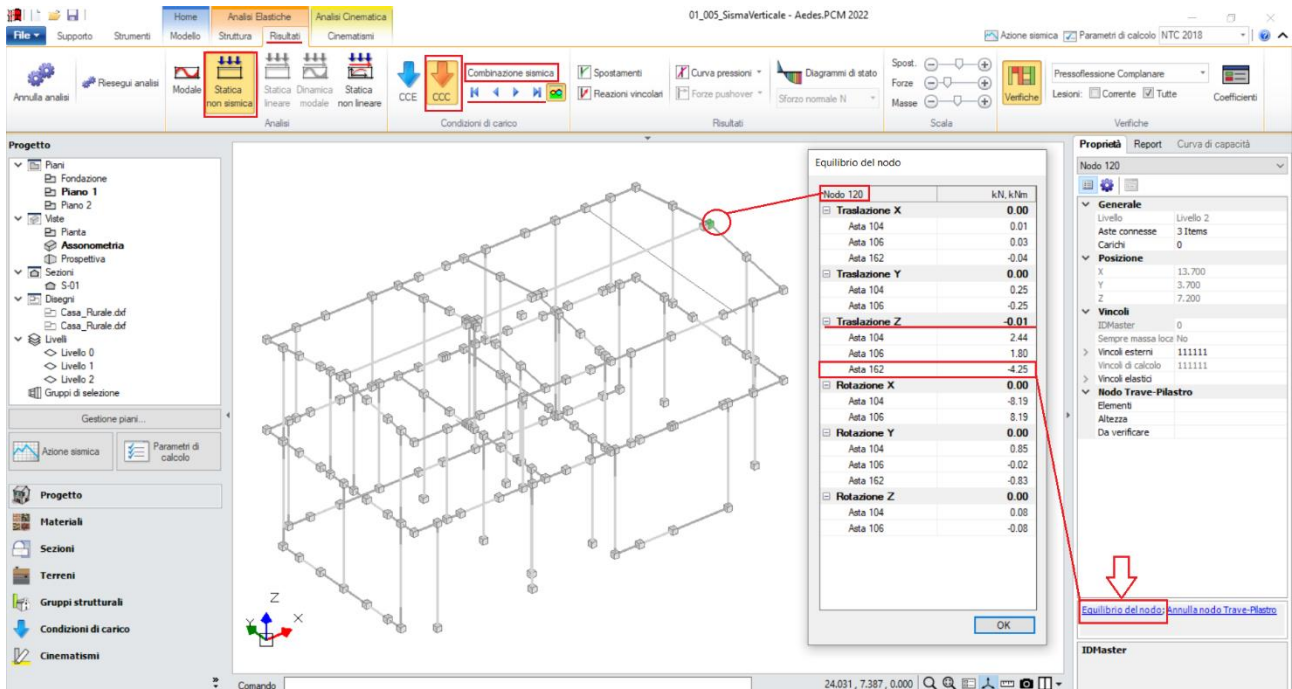 01_005_SismaVerticale - Aedes.PCM 2022
Home
Analisi Elastiche
Analisi Cinematica
File
Supporto
Strumenti
Modello
Struttura
Risultati
Cinematismi
Azione sismica
Parametri di calcolo
NTC 2018
Annulla analisi
Riesegui analisi
Modale
Statica non sismica
Statica lineare
Dinamica modale
Statica non lineare
Analisi
CCE
CCC
Combinazione sismica
Condizioni di carico
Spostamenti
Reazioni vincolari
Curva pressioni
Forze pushover
Diagrammi di stato
Sforzo normale N
Risultati
Spost.
Forze
Masse
Scala
Verifiche
Pressoflessione Complanare
Lesioni:
Corrente
Tutte
Coefficienti
Verifiche
Progetto
Piani
Fondazione
Piano 1
Piano 2
Viste
Pianta
Assonometria
Prospettiva
Sezioni
S-01
Disegni
Casa_Rurale.dxf
Casa_Rurale.dxf
Livelli
Livello 0
Livello 1
Livello 2
Gruppi di selezione
Gestione piani...
Azione sismica
Parametri di calcolo
Progetto
Materiali
Sezioni
Terreni
Gruppi strutturali
Condizioni di carico
Cinematismi
Z
Y
X
Equilibrio del nodo
Nodo 120 kN, kNm
Traslazione X 0.00
Asta 104 0.01
Asta 106 0.03
Asta 162 -0.04
Traslazione Y 0.00
Asta 104 0.25
Asta 106 -0.25
Traslazione Z -0.01
Asta 104 2.44
Asta 106 1.80
Asta 162 -4.25
Rotazione X 0.00
Asta 104 -8.19
Asta 106 8.19
Rotazione Y 0.00
Asta 104 0.85
Asta 106 -0.02
Asta 162 -0.83
Rotazione Z 0.00
Asta 104 0.08
Asta 106 -0.08
OK
Proprietà
Report
Curva di capacità
Nodo 120
Generale
Livello Livello 2
Aste connesse 3 Items
Carichi 0
Posizione
X 13.700
Y 3.700
Z 7.200
Vincoli
IDMaster 0
Sempre massa loca No
Vincoli esterni 111111
Vincoli di calcolo 111111
Vincoli elastici
Nodo Trave-Pilastro
Elementi
Altezza
Da verificare
Equilibrio del nodo; Annulla nodo Trave-Pilastro
IDMaster
Comando
24.031 , 7.387 , 0.000